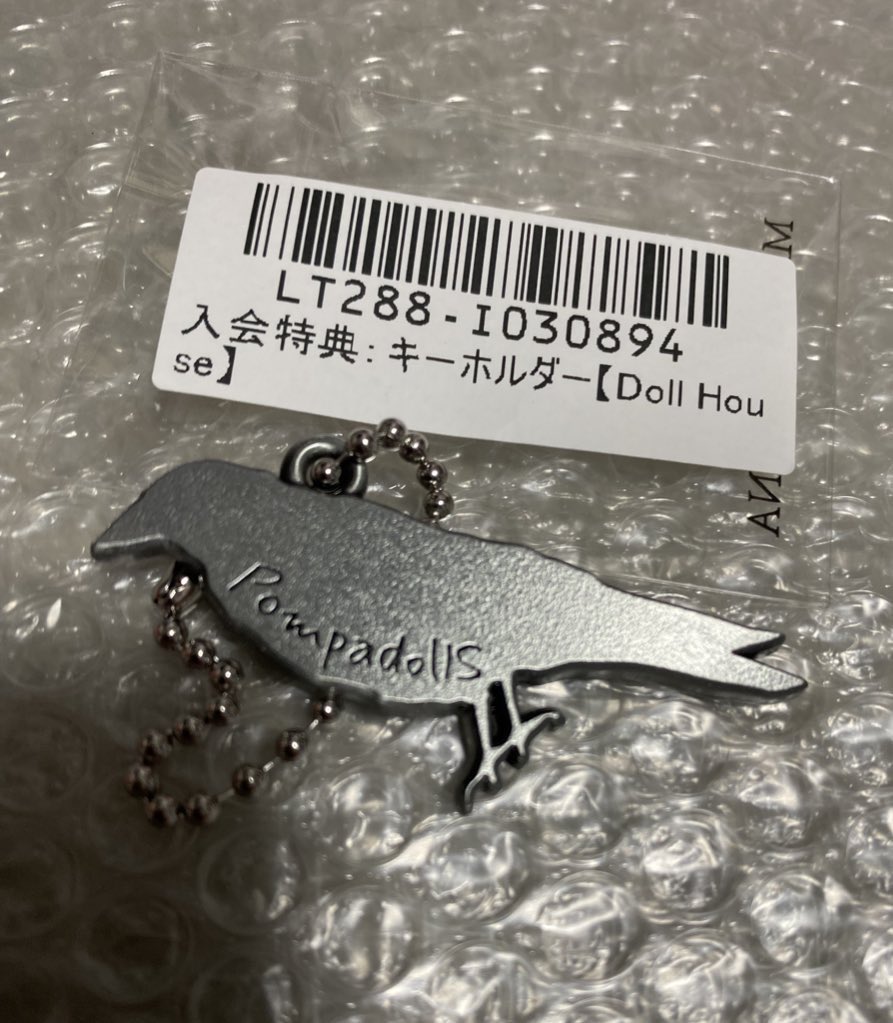 LT288-I030894
入会特典:キーホルダー【Doll Hou
se】
Pompadolls